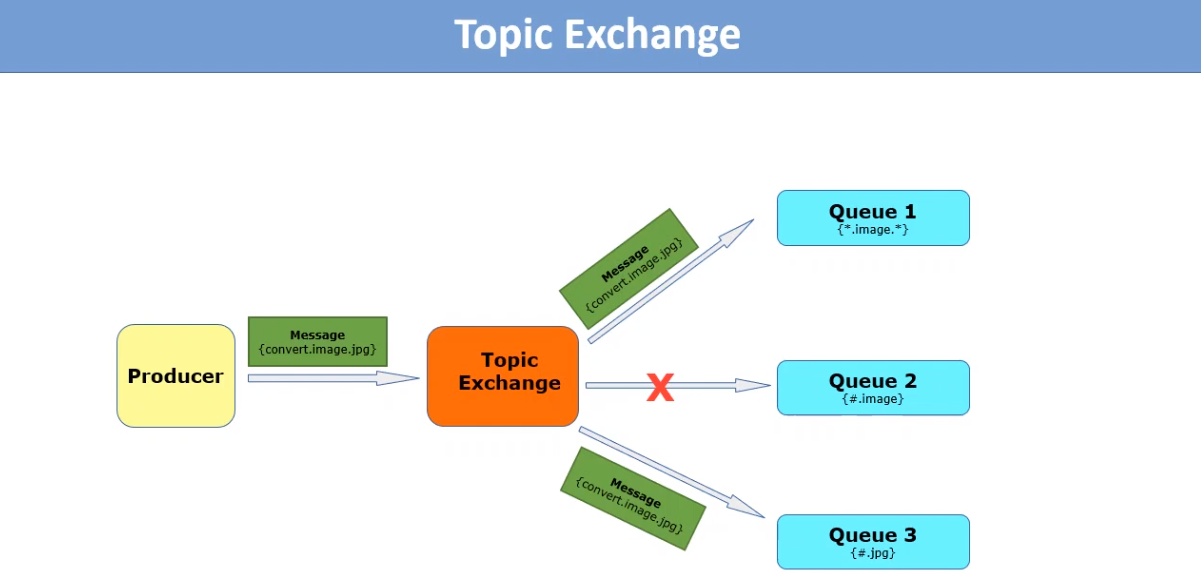 Topic Exchange
Queue 1
{*.image.*}
Message
{convert.image.jpg}
Message
{convert.image.jpg}
Producer
Topic
Exchange
X
Queue 2
{#.image}
Message
{convert.image.jpg}
Queue 3
{#.jpg}